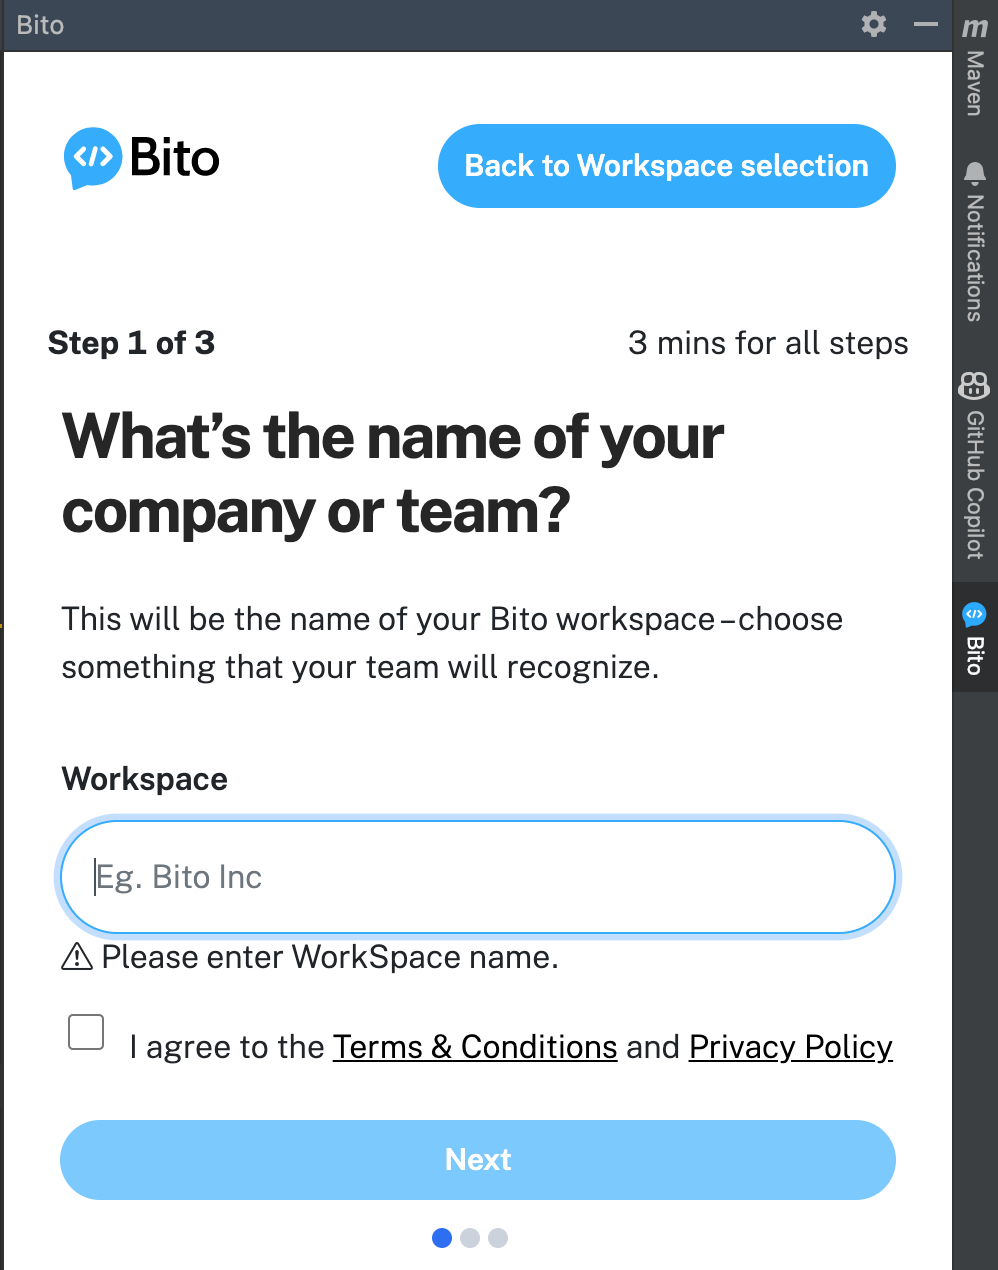 Bito
Bito
Back to Workspace selection
Step 1 of 3
3 mins for all steps
What’s the name of your
company or team?
This will be the name of your Bito workspace – choose
something that your team will recognize.
Workspace
Eg. Bito Inc
Please enter WorkSpace name.
I agree to the Terms & Conditions and Privacy Policy
Next
m
Maven
Notifications
GitHub Copilot
Bito